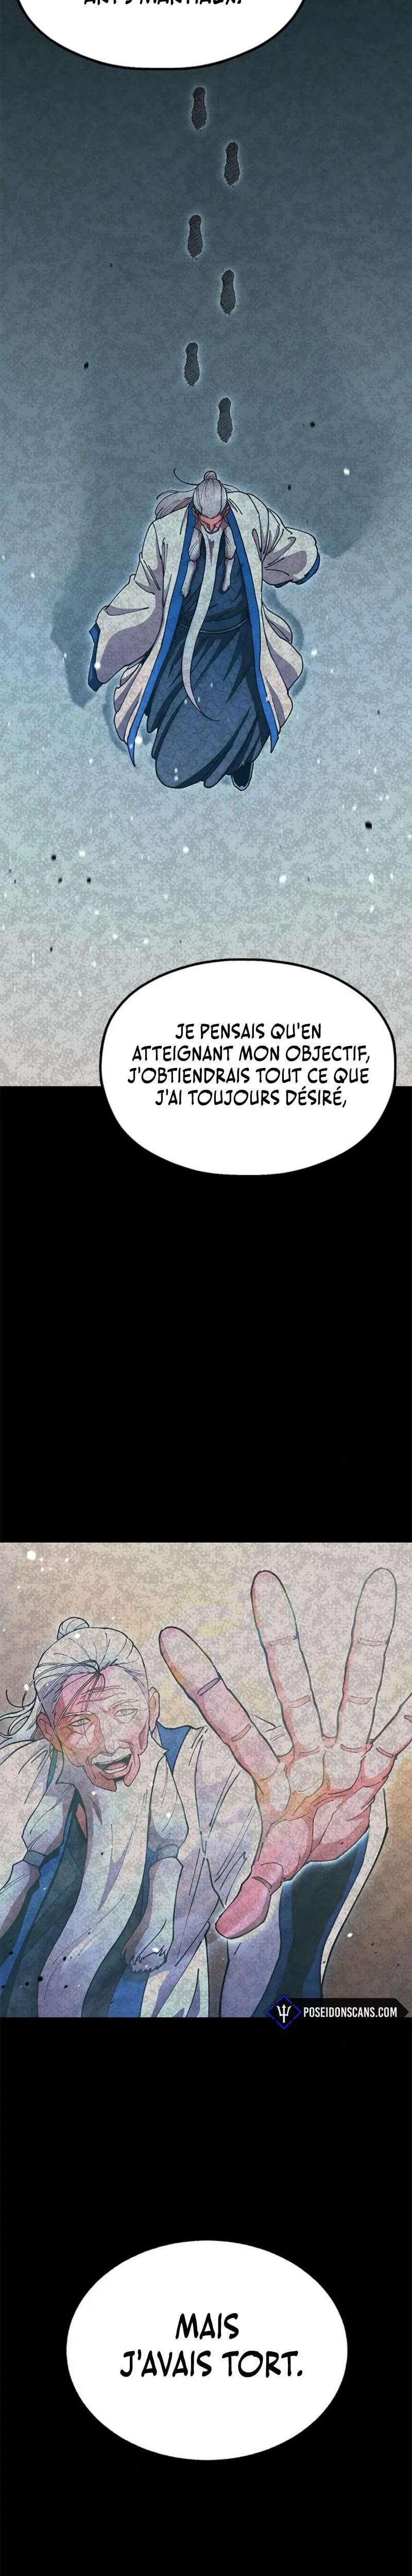 ARTS MARTIAUX.
JE PENSAIS QU'EN
ATTEIGNANT MON OBJECTIF,
J'OBTIENDRAIS TOUT CE QUE
J'AI TOUJOURS DÉSIRÉ,
POSEIDONSCANS.COM
MAIS
J'AVAIS TORT.